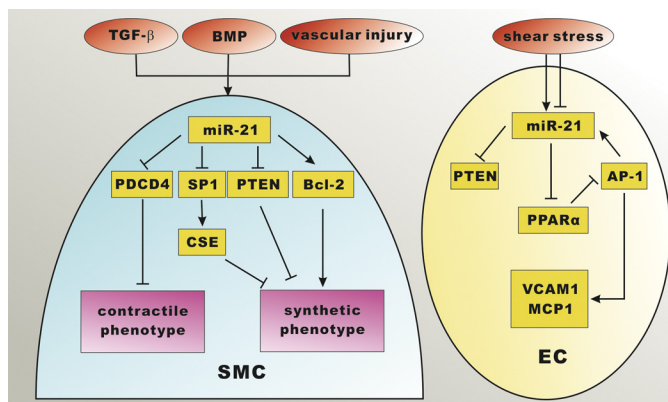 TGF-β
BMP
vascular injury
shear stress
miR-21
PDCD4
SP1
PTEN
Bcl-2
CSE
contractile
phenotype
synthetic
phenotype
SMC
miR-21
PTEN
AP-1
PPARα
VCAM1
MCP1
EC